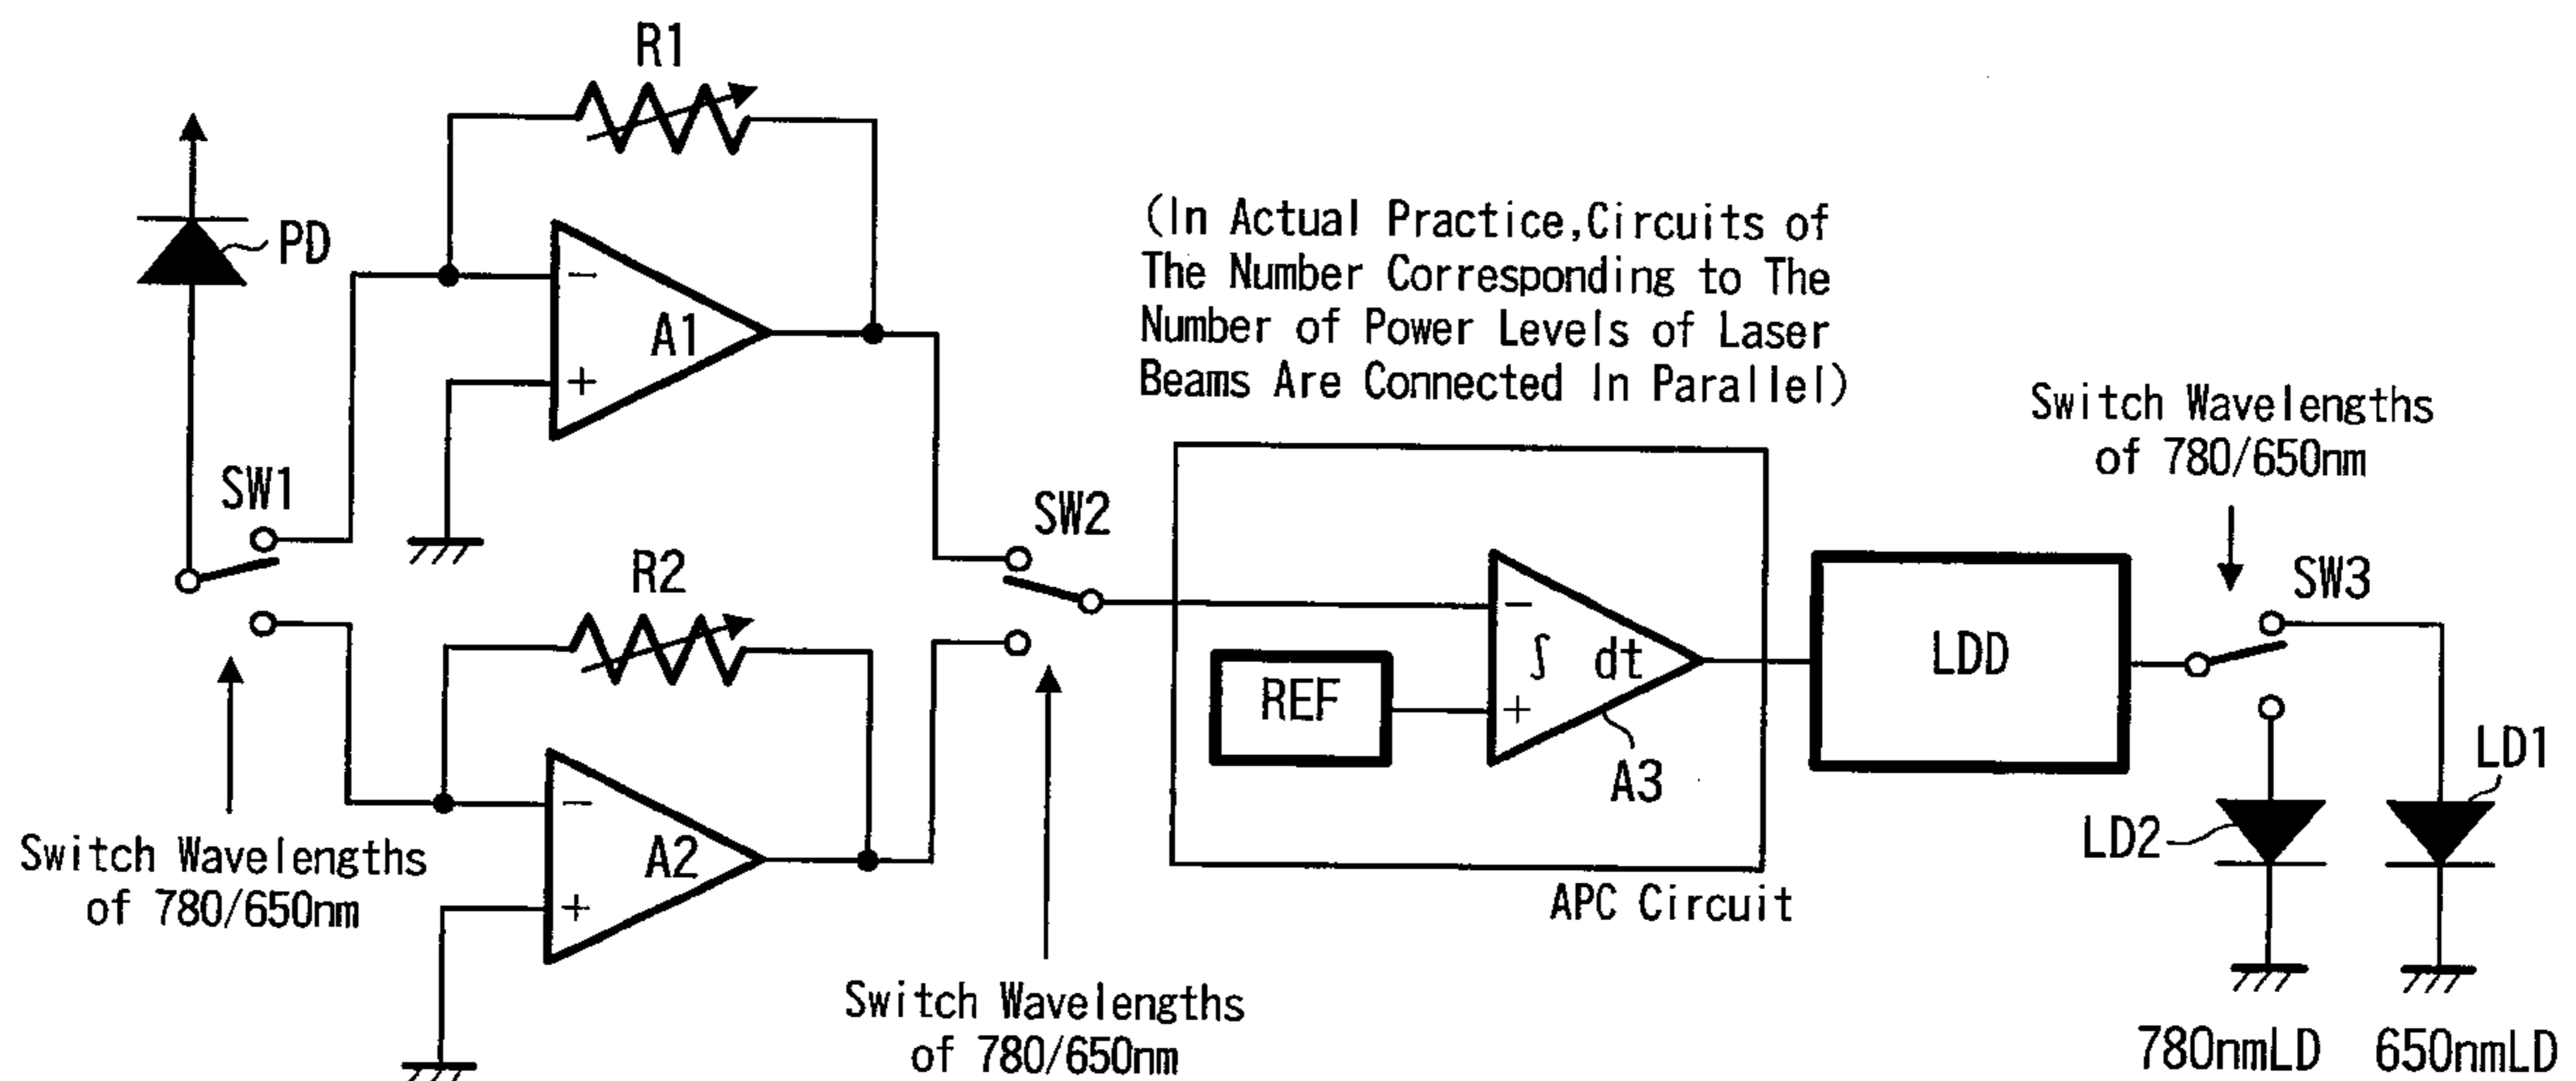 R1
PD
A1
(In Actual Practice,Circuits of
The Number Corresponding to The
Number of Power Levels of Laser
Beams Are Connected In Parallel)
−
+
Switch Wavelengths
of 780/650nm
SW1
SW2
SW3
R2
−
∫ dt
+
REF
A3
LDD
LD1
LD2
−
A2
+
Switch Wavelengths
of 780/650nm
APC Circuit
Switch Wavelengths
of 780/650nm
780nmLD
650nmLD